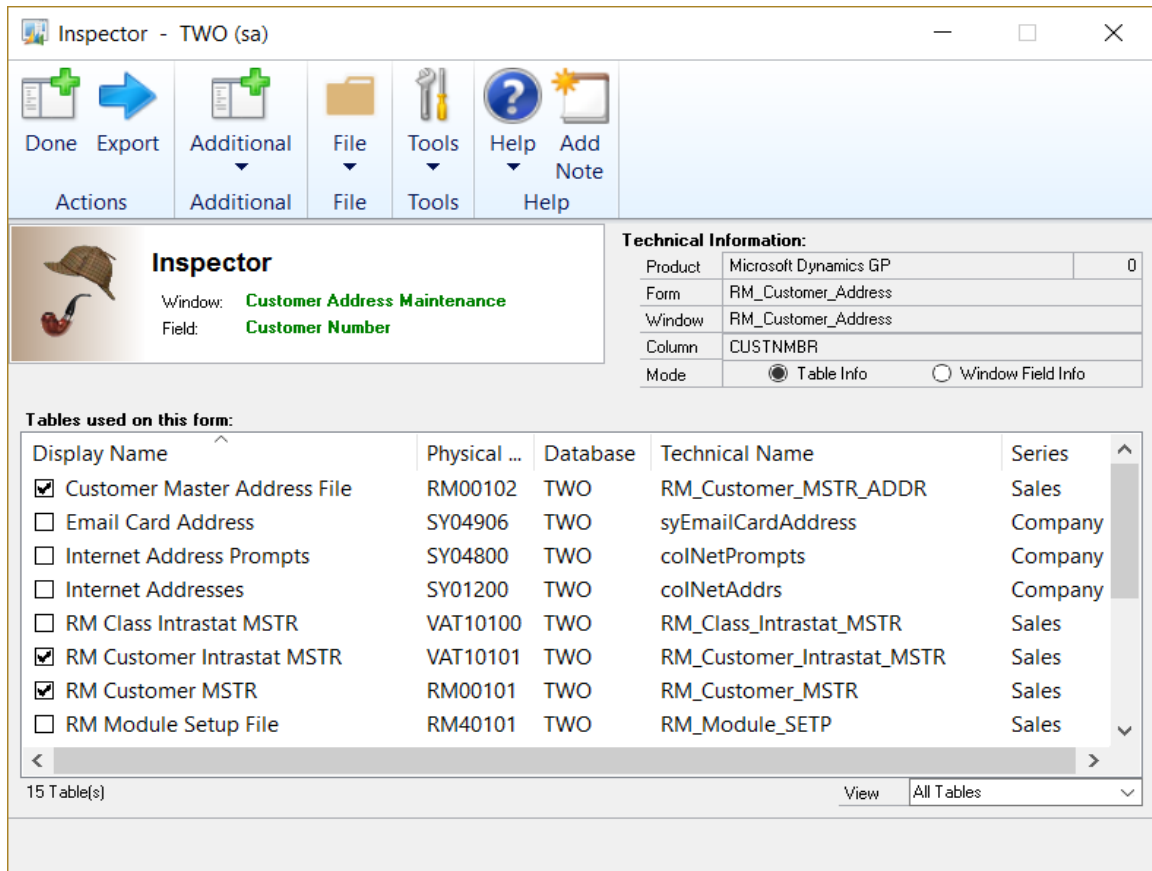 Inspector - TWO (sa)
Done Export Additional File Tools Help Add Note
Actions Additional File Tools Help
Inspector
Window: Customer Address Maintenance
Field: Customer Number
Technical Information:
Product Microsoft Dynamics GP 0
Form RM_Customer_Address
Window RM_Customer_Address
Column CUSTNMBR
Mode Table Info Window Field Info
Tables used on this form:
Display Name Physical ... Database Technical Name Series
Customer Master Address File RM00102 TWO RM_Customer_MSTR_ADDR Sales
Email Card Address SY04906 TWO syEmailCardAddress Company
Internet Address Prompts SY04800 TWO colNetPrompts Company
Internet Addresses SY01200 TWO colNetAddrs Company
RM Class Intrastat MSTR VAT10100 TWO RM_Class_Intrastat_MSTR Sales
RM Customer Intrastat MSTR VAT10101 TWO RM_Customer_Intrastat_MSTR Sales
RM Customer MSTR RM00101 TWO RM_Customer_MSTR Sales
RM Module Setup File RM40101 TWO RM_Module_SETP Sales
15 Table(s) View All Tables